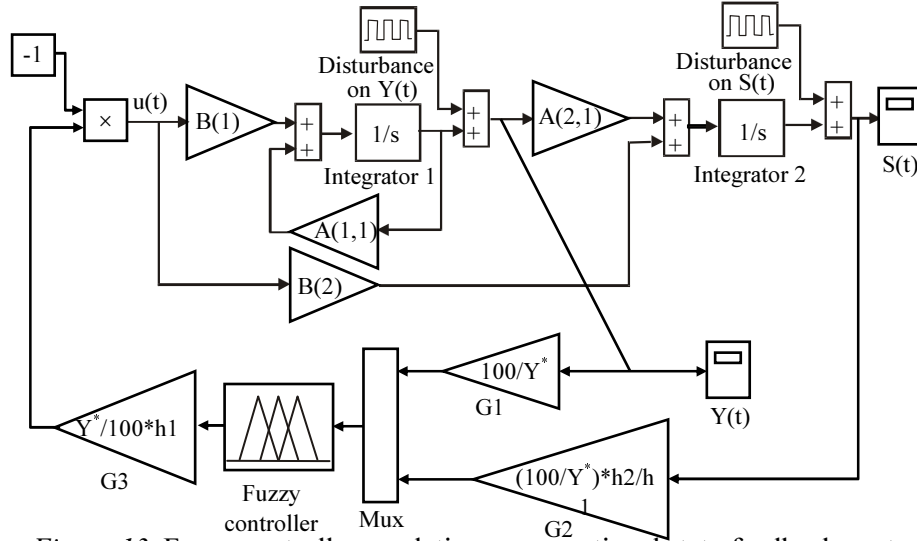 -1
×
u(t)
B(1)
+
+
1/s
Integrator 1
Disturbance
on Y(t)
+
+
A(1,1)
B(2)
A(2,1)
+
+
1/s
Integrator 2
Disturbance
on S(t)
+
+
S(t)
Y*/100*h1
G3
Fuzzy
controller
Mux
100/Y*
G1
(100/Y*)*h2/h
1
G2
Y(t)